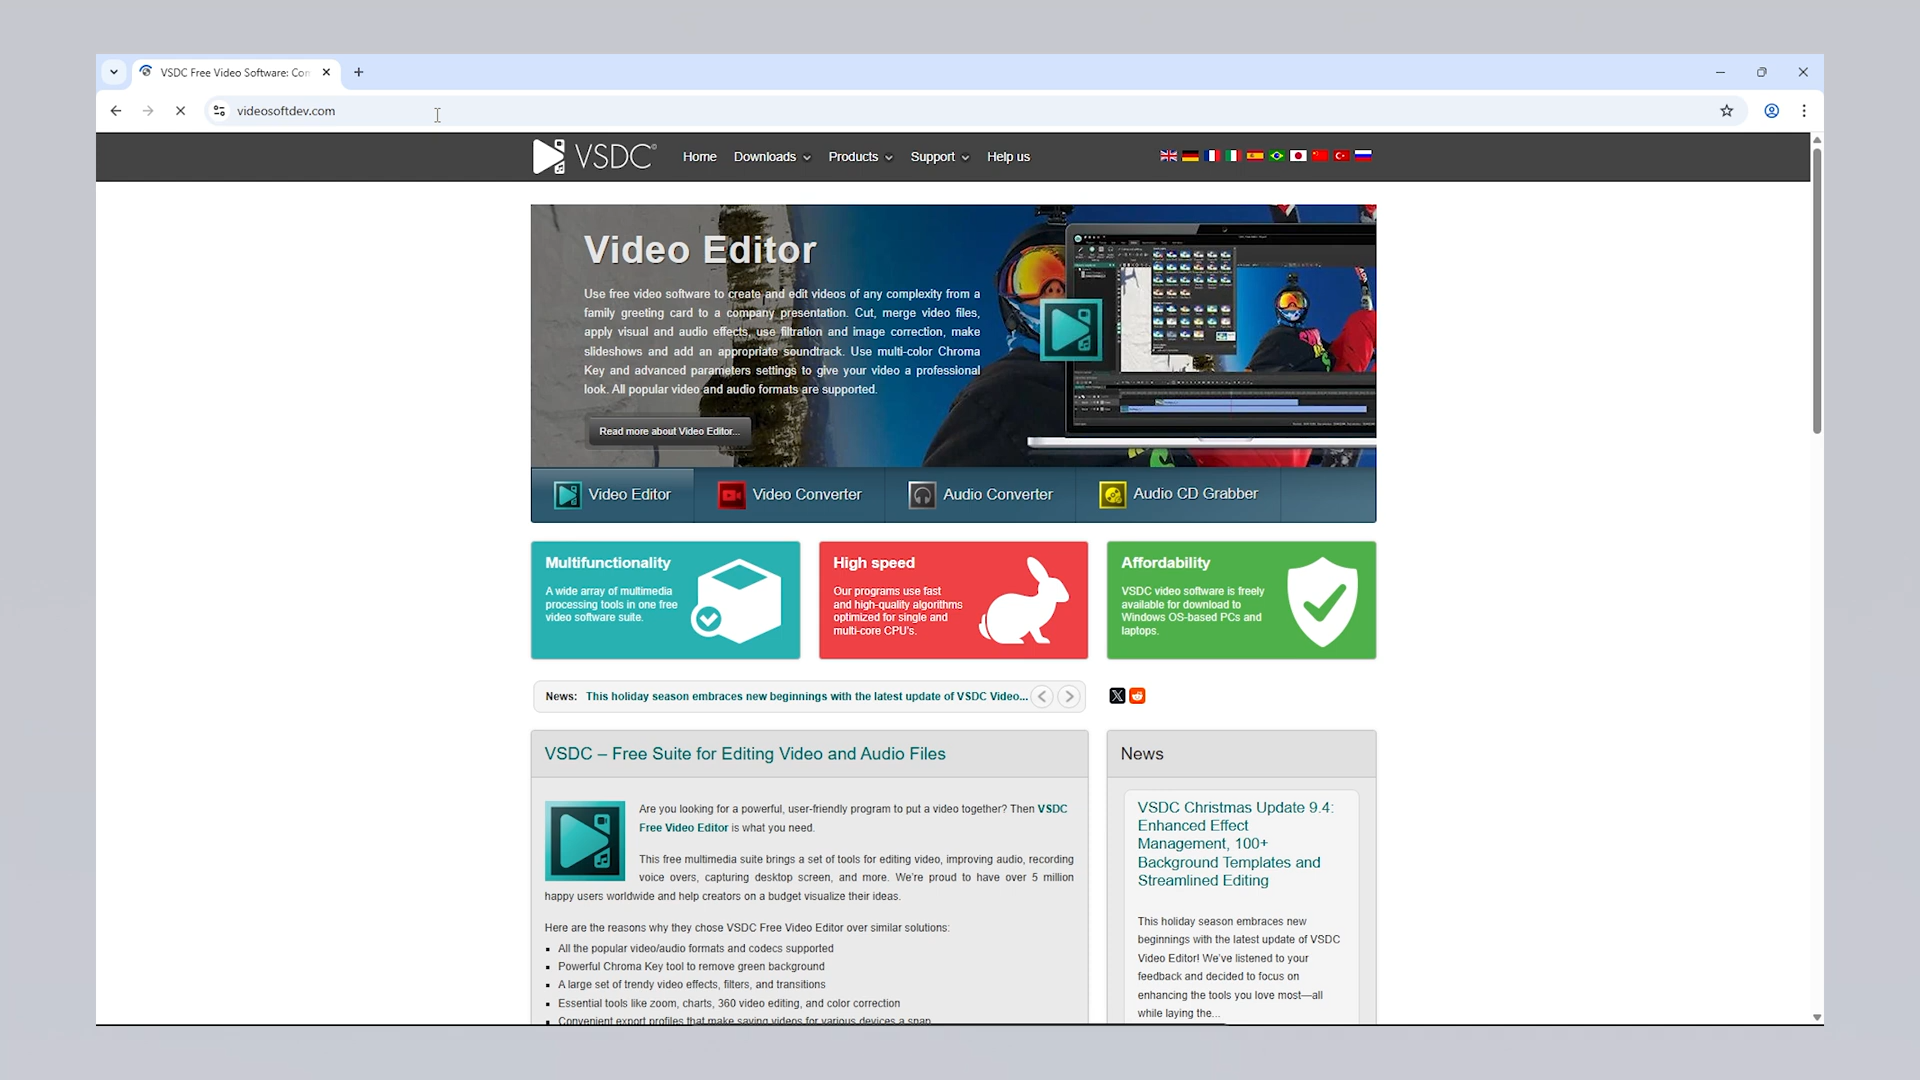 VSDC Free Video Software: Con
videosoftdev.com
VSDC
Home
Downloads
Products
Support
Help us
Video Editor
Use free video software to create and edit videos of any complexity from a
family greeting card to a company presentation. Cut, merge video files,
apply visual and audio effects, use filtration and image correction, make
slideshows and add an appropriate soundtrack. Use multi-color Chroma
Key and advanced parameters settings to give your video a professional
look. All popular video and audio formats are supported.
Read more about Video Editor...
Video Editor
Video Converter
Audio Converter
Audio CD Grabber
Multifunctionality
A wide array of multimedia
processing tools in one free
video software suite.
High speed
Our programs use fast
and high-quality algorithms
optimized for single and
multi-core CPU's.
Affordability
VSDC video software is freely
available for download to
Windows OS-based PCs and
laptops.
News: This holiday season embraces new beginnings with the latest update of VSDC Video...
VSDC – Free Suite for Editing Video and Audio Files
Are you looking for a powerful, user-friendly program to put a video together? Then VSDC
Free Video Editor is what you need.
This free multimedia suite brings a set of tools for editing video, improving audio, recording
voice overs, capturing desktop screen, and more. We're proud to have over 5 million
happy users worldwide and help creators on a budget visualize their ideas.
Here are the reasons why they chose VSDC Free Video Editor over similar solutions:
All the popular video/audio formats and codecs supported
Powerful Chroma Key tool to remove green background
A large set of trendy video effects, filters, and transitions
Essential tools like zoom, charts, 360 video editing, and color correction
Convenient export profiles that make saving videos for various devices a snap
News
VSDC Christmas Update 9.4:
Enhanced Effect
Management, 100+
Background Templates and
Streamlined Editing
This holiday season embraces new
beginnings with the latest update of VSDC
Video Editor! We've listened to your
feedback and decided to focus on
enhancing the tools you love most—all
while laying the...